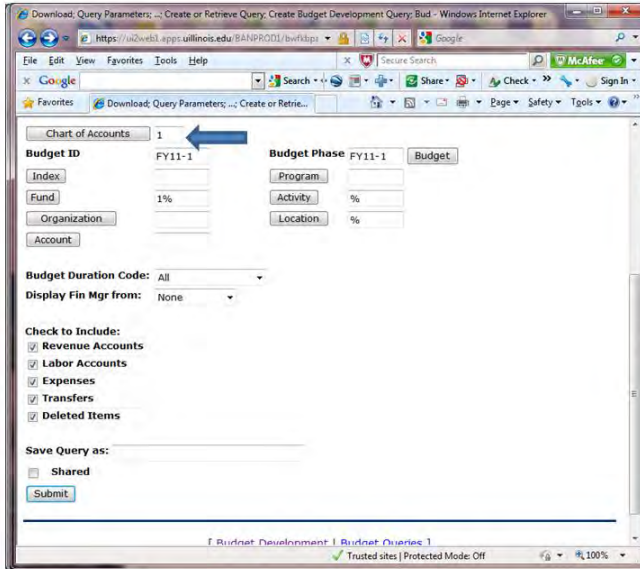 Download; Query Parameters; ...; Create or Retrieve Query; Create Budget Development Query; Bud - Windows Internet Explorer
https://ui2web1.apps.uillinois.edu/BANPROD1/bwfkbps
Google
File Edit View Favorites Tools Help
Secure Search
McAfee
Google
Search
Share
Check
Sign In
Favorites
Download; Query Parameters; ...; Create or Retrie...
Page Safety Tools
Chart of Accounts 1
Budget ID FY11-1 Budget Phase FY11-1 Budget
Index Program
Fund 1% Activity %
Organization Location %
Account
Budget Duration Code: All
Display Fin Mgr from: None
Check to Include:
Revenue Accounts
Labor Accounts
Expenses
Transfers
Deleted Items
Save Query as:
Shared
Submit
[ Budget Development | Budget Queries ]
Trusted sites | Protected Mode: Off 100%